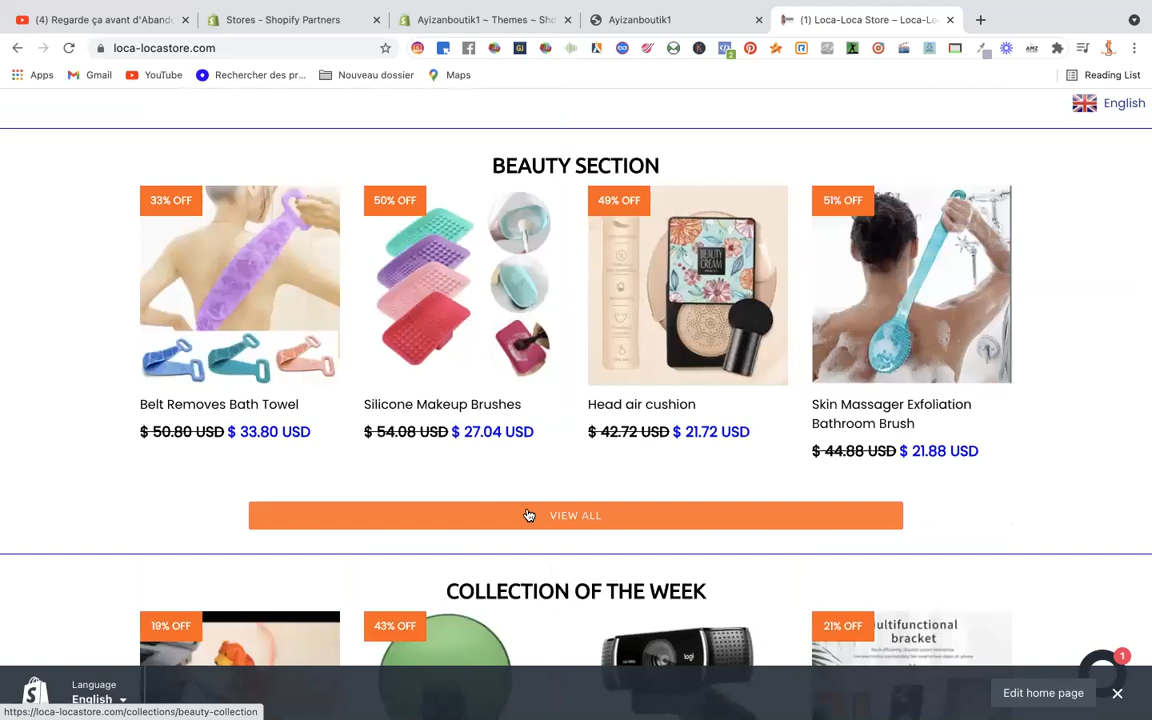 (4) Regarde ça avant d'Aband
Stores - Shopify Partners
Ayizanboutik1 ~ Themes ~ Sho
Ayizanboutik1
(1) Loca-Loca Store – Loca-Lo
loca-locastore.com
Apps
Gmail
YouTube
Rechercher des pr...
Nouveau dossier
Maps
Reading List
English
BEAUTY SECTION
33% OFF
50% OFF
49% OFF
51% OFF
BEAUTY CREAM
Belt Removes Bath Towel
Silicone Makeup Brushes
Head air cushion
Skin Massager Exfoliation
Bathroom Brush
$ 50.80 USD $ 33.80 USD
$ 54.08 USD $ 27.04 USD
$ 42.72 USD $ 21.72 USD
$ 44.88 USD $ 21.88 USD
VIEW ALL
COLLECTION OF THE WEEK
19% OFF
43% OFF
logi
21% OFF
ultifunctional
bracket
Language
English
Edit home page
1
https://loca-locastore.com/collections/beauty-collection